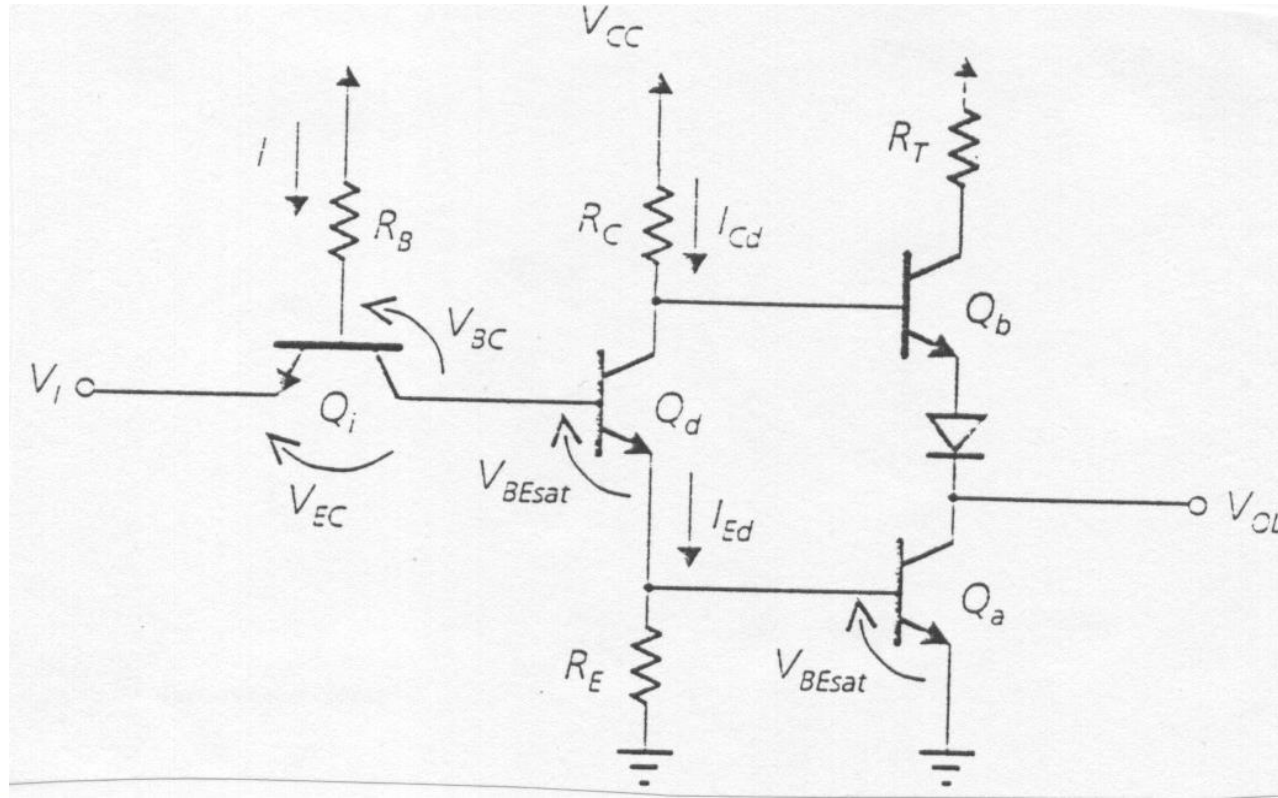 V_CC
I
R_B
R_C
I_Cd
R_T
V_BC
Q_b
V_I
Q_i
Q_d
V_EC
V_BEsat
I_Ed
V_OL
Q_a
R_E
V_BEsat